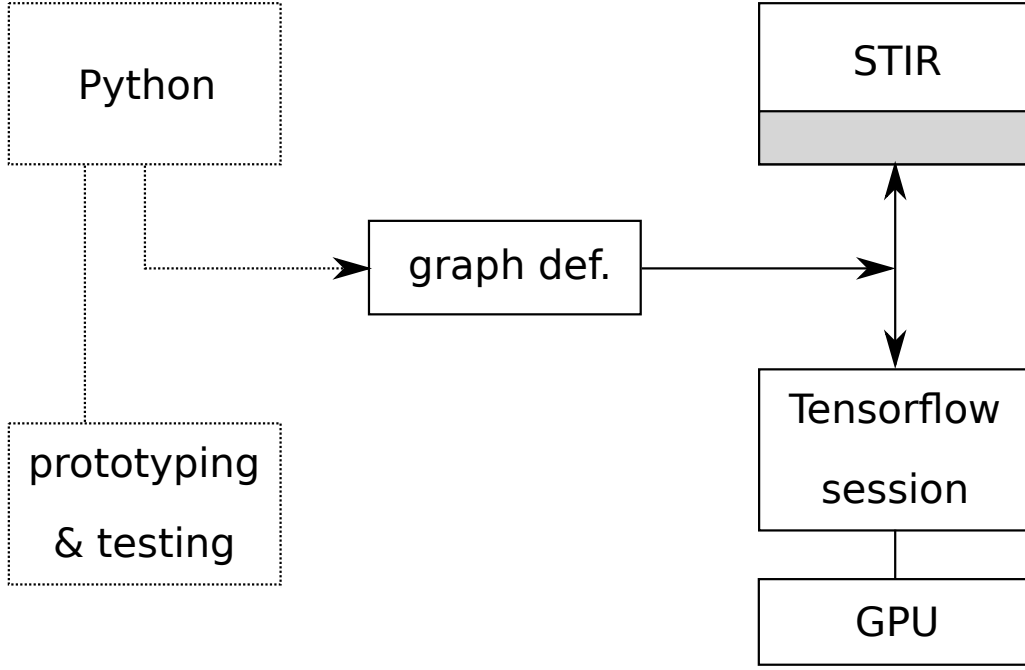 Python
STIR
graph def.
Tensorflow
session
prototyping
& testing
GPU